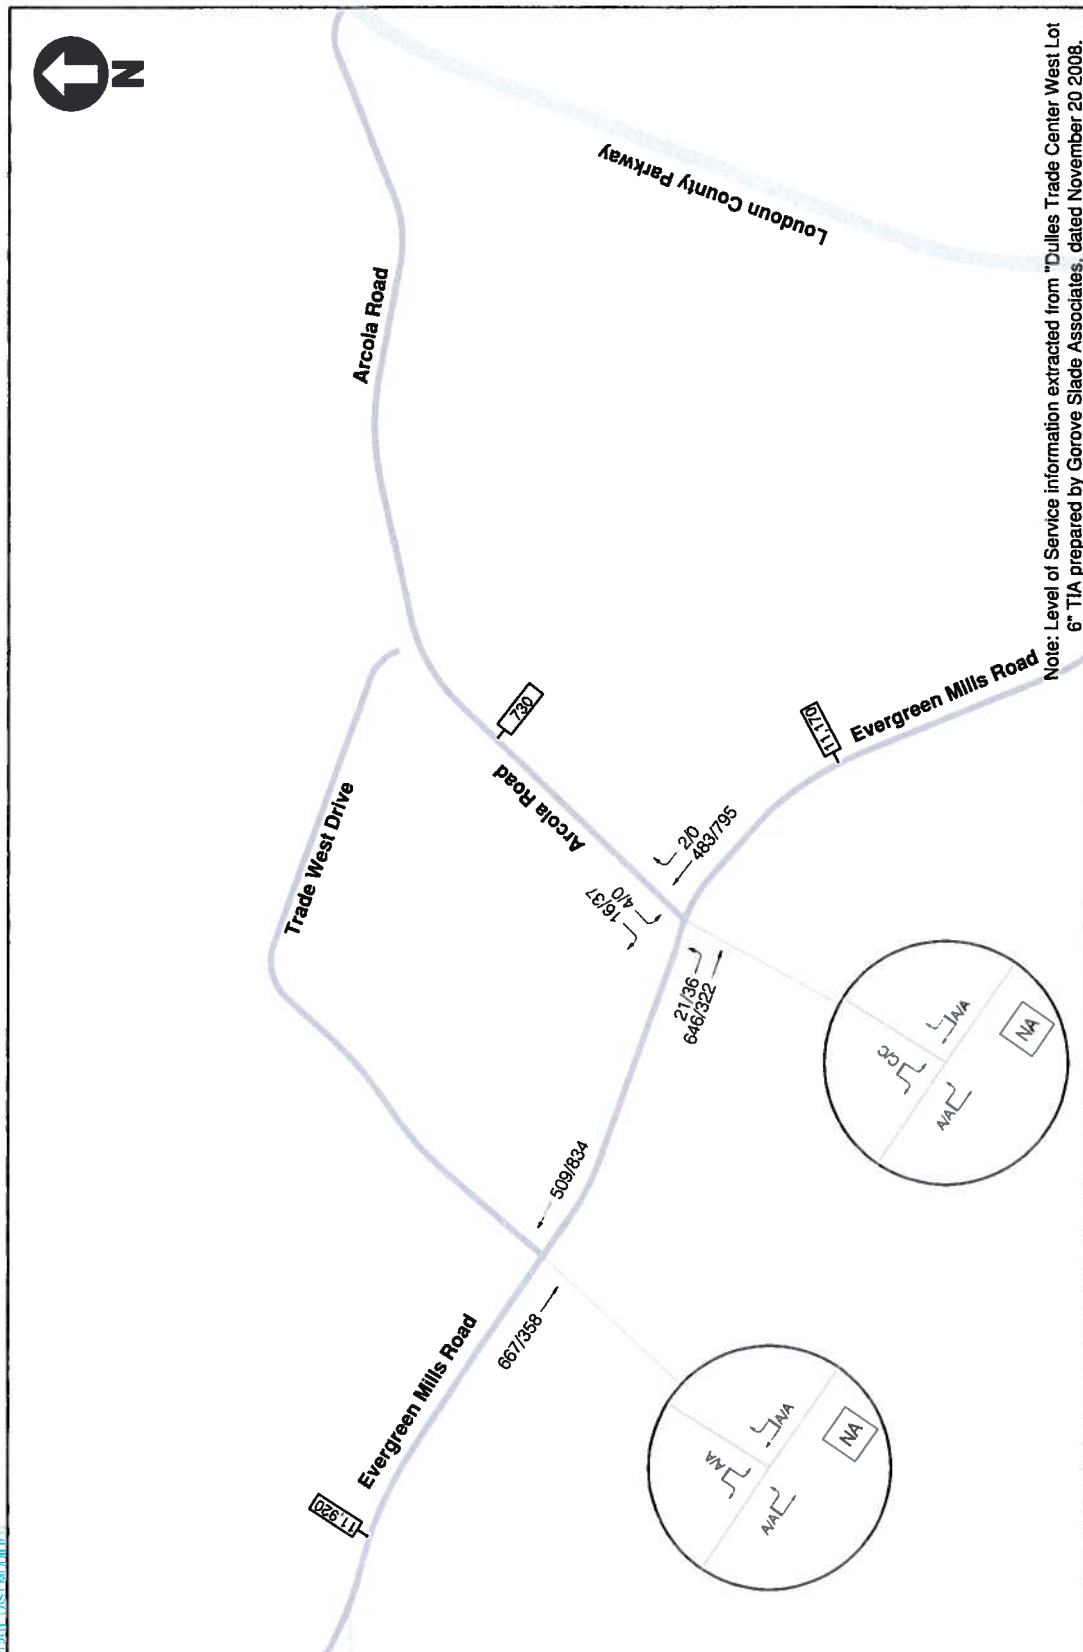 N
Loudoun County Parkway
Arcola Road
Trade West Drive
730
Arcola Road
11,170
Evergreen Mills Road
2/0
483/795
16/37
4/0
21/36
646/322
509/834
667/358
Evergreen Mills Road
11,920
C/C
A/A
A/A
NA
A/A
A/A
A/A
NA
Note: Level of Service information extracted from "Dulles Trade Center West Lot
6" TIA prepared by Gorove Slade Associates, dated November 20 2008.